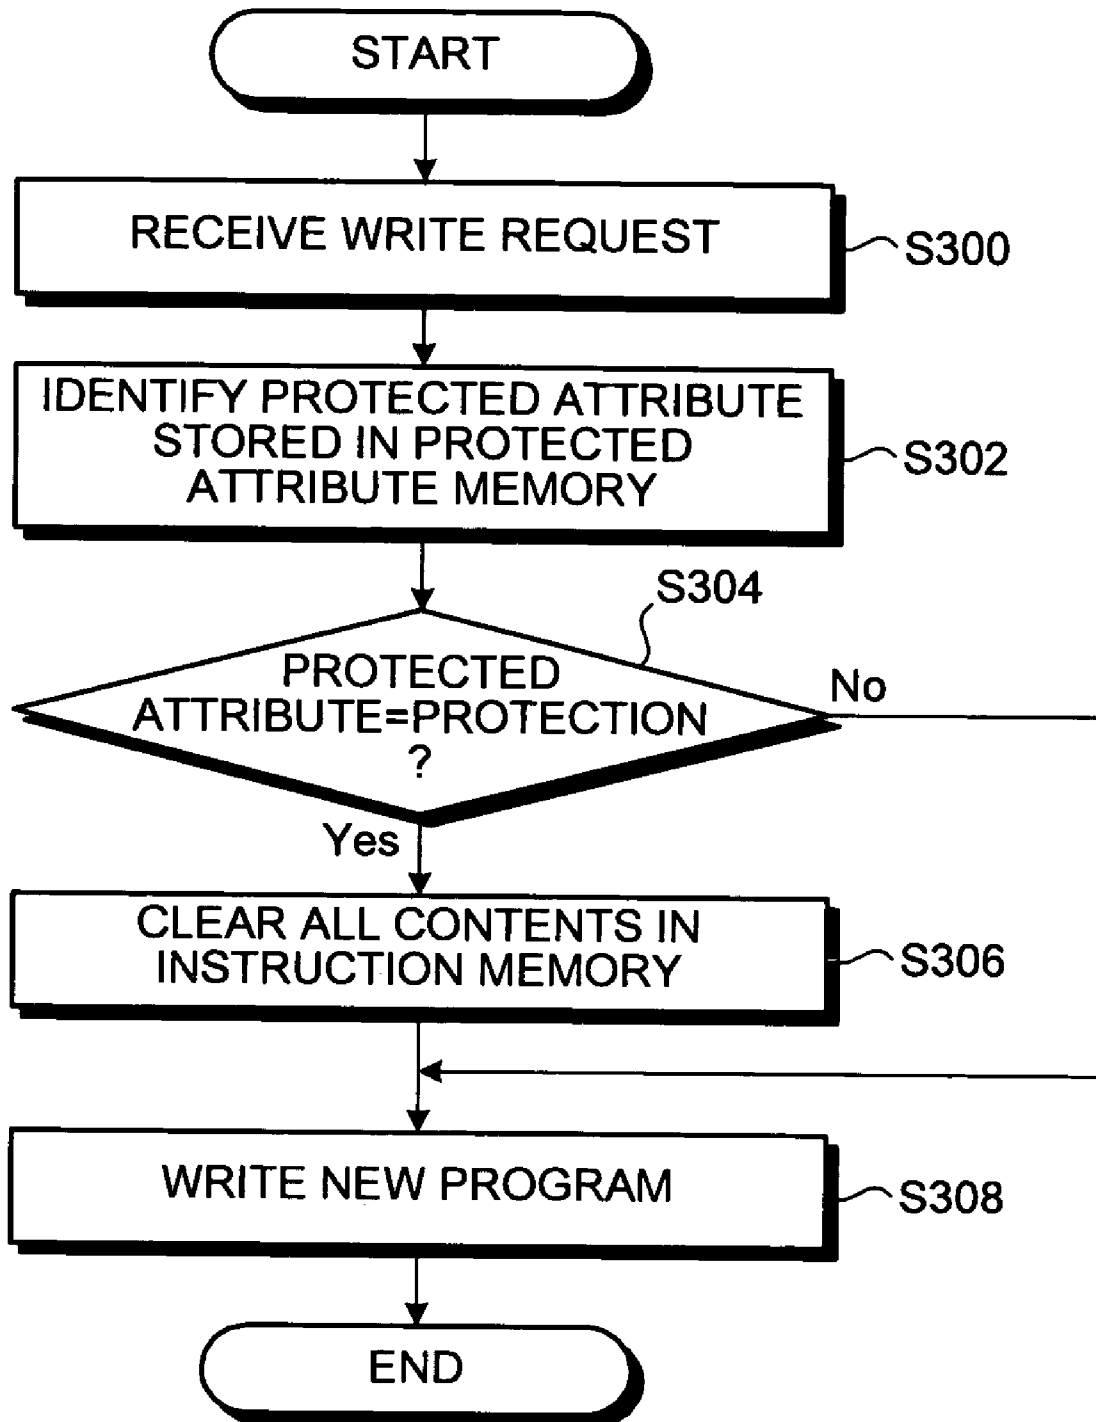 START
RECEIVE WRITE REQUEST
S300
IDENTIFY PROTECTED ATTRIBUTE
STORED IN PROTECTED
ATTRIBUTE MEMORY
S302
S304
PROTECTED
ATTRIBUTE=PROTECTION
?
No
Yes
CLEAR ALL CONTENTS IN
INSTRUCTION MEMORY
S306
WRITE NEW PROGRAM
S308
END